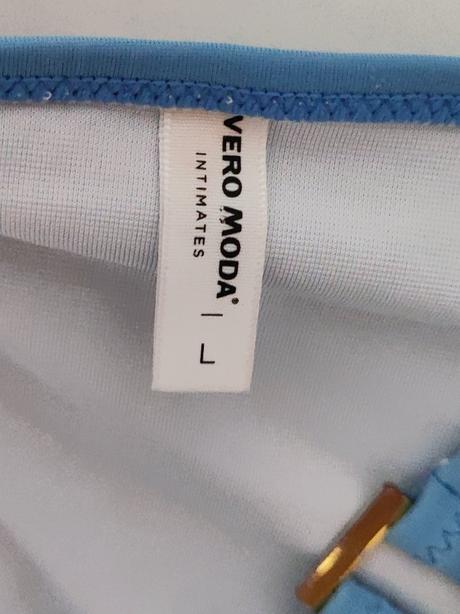 VERO MODA®
INTIMATES
| L